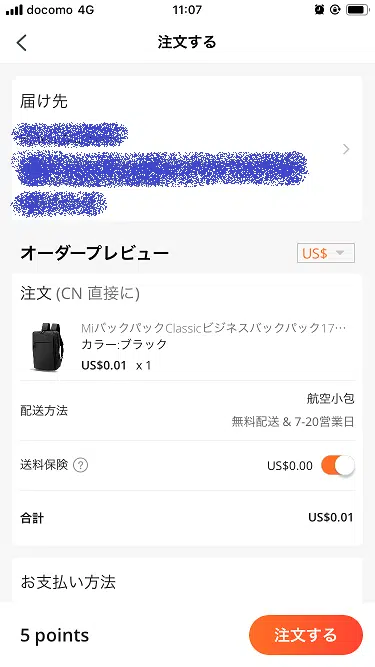 docomo 4G 11:07
注文する
届け先
オーダープレビュー US$
注文 (CN 直接に)
MiバックパックClassicビジネスバックパック17…
カラー:ブラック
US$0.01 x 1
配送方法 航空小包
無料配送 & 7-20営業日
送料保険 ? US$0.00
合計 US$0.01
お支払い方法
5 points 注文する